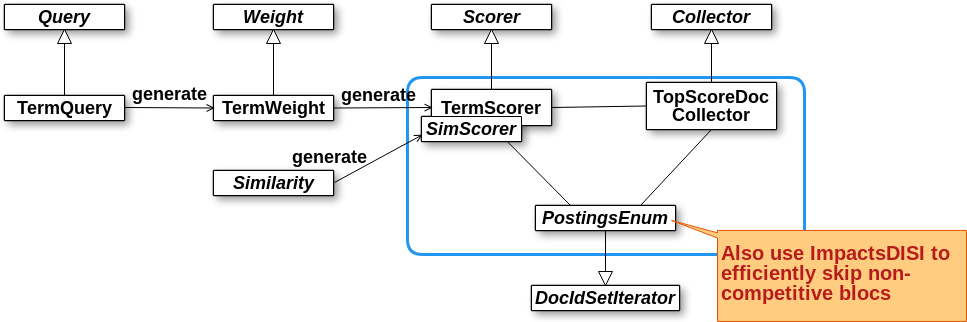 Query
Weight
Scorer
Collector
TermQuery
generate
TermWeight
generate
TermScorer
SimScorer
TopScoreDoc
Collector
generate
Similarity
PostingsEnum
Also use ImpactsDISI to
efficiently skip non-
competitive blocs
DocIdSetIterator